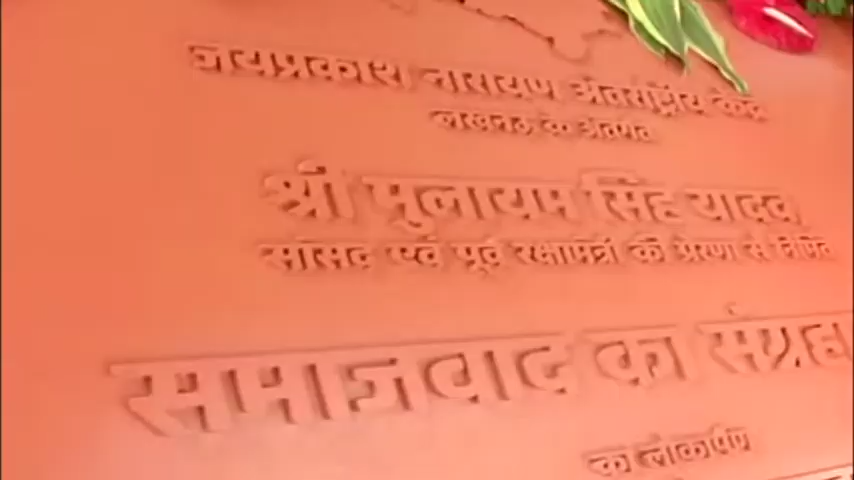 जयप्रकाश नारायण अंतर्राष्ट्रीय केंद्र
लखनऊ के अंतर्गत
श्री मुलायम सिंह यादव
सांसद एवं पूर्व रक्षामंत्री की प्रेरणा से निर्मित
समाजवाद का संग्रह
का लोकार्पण